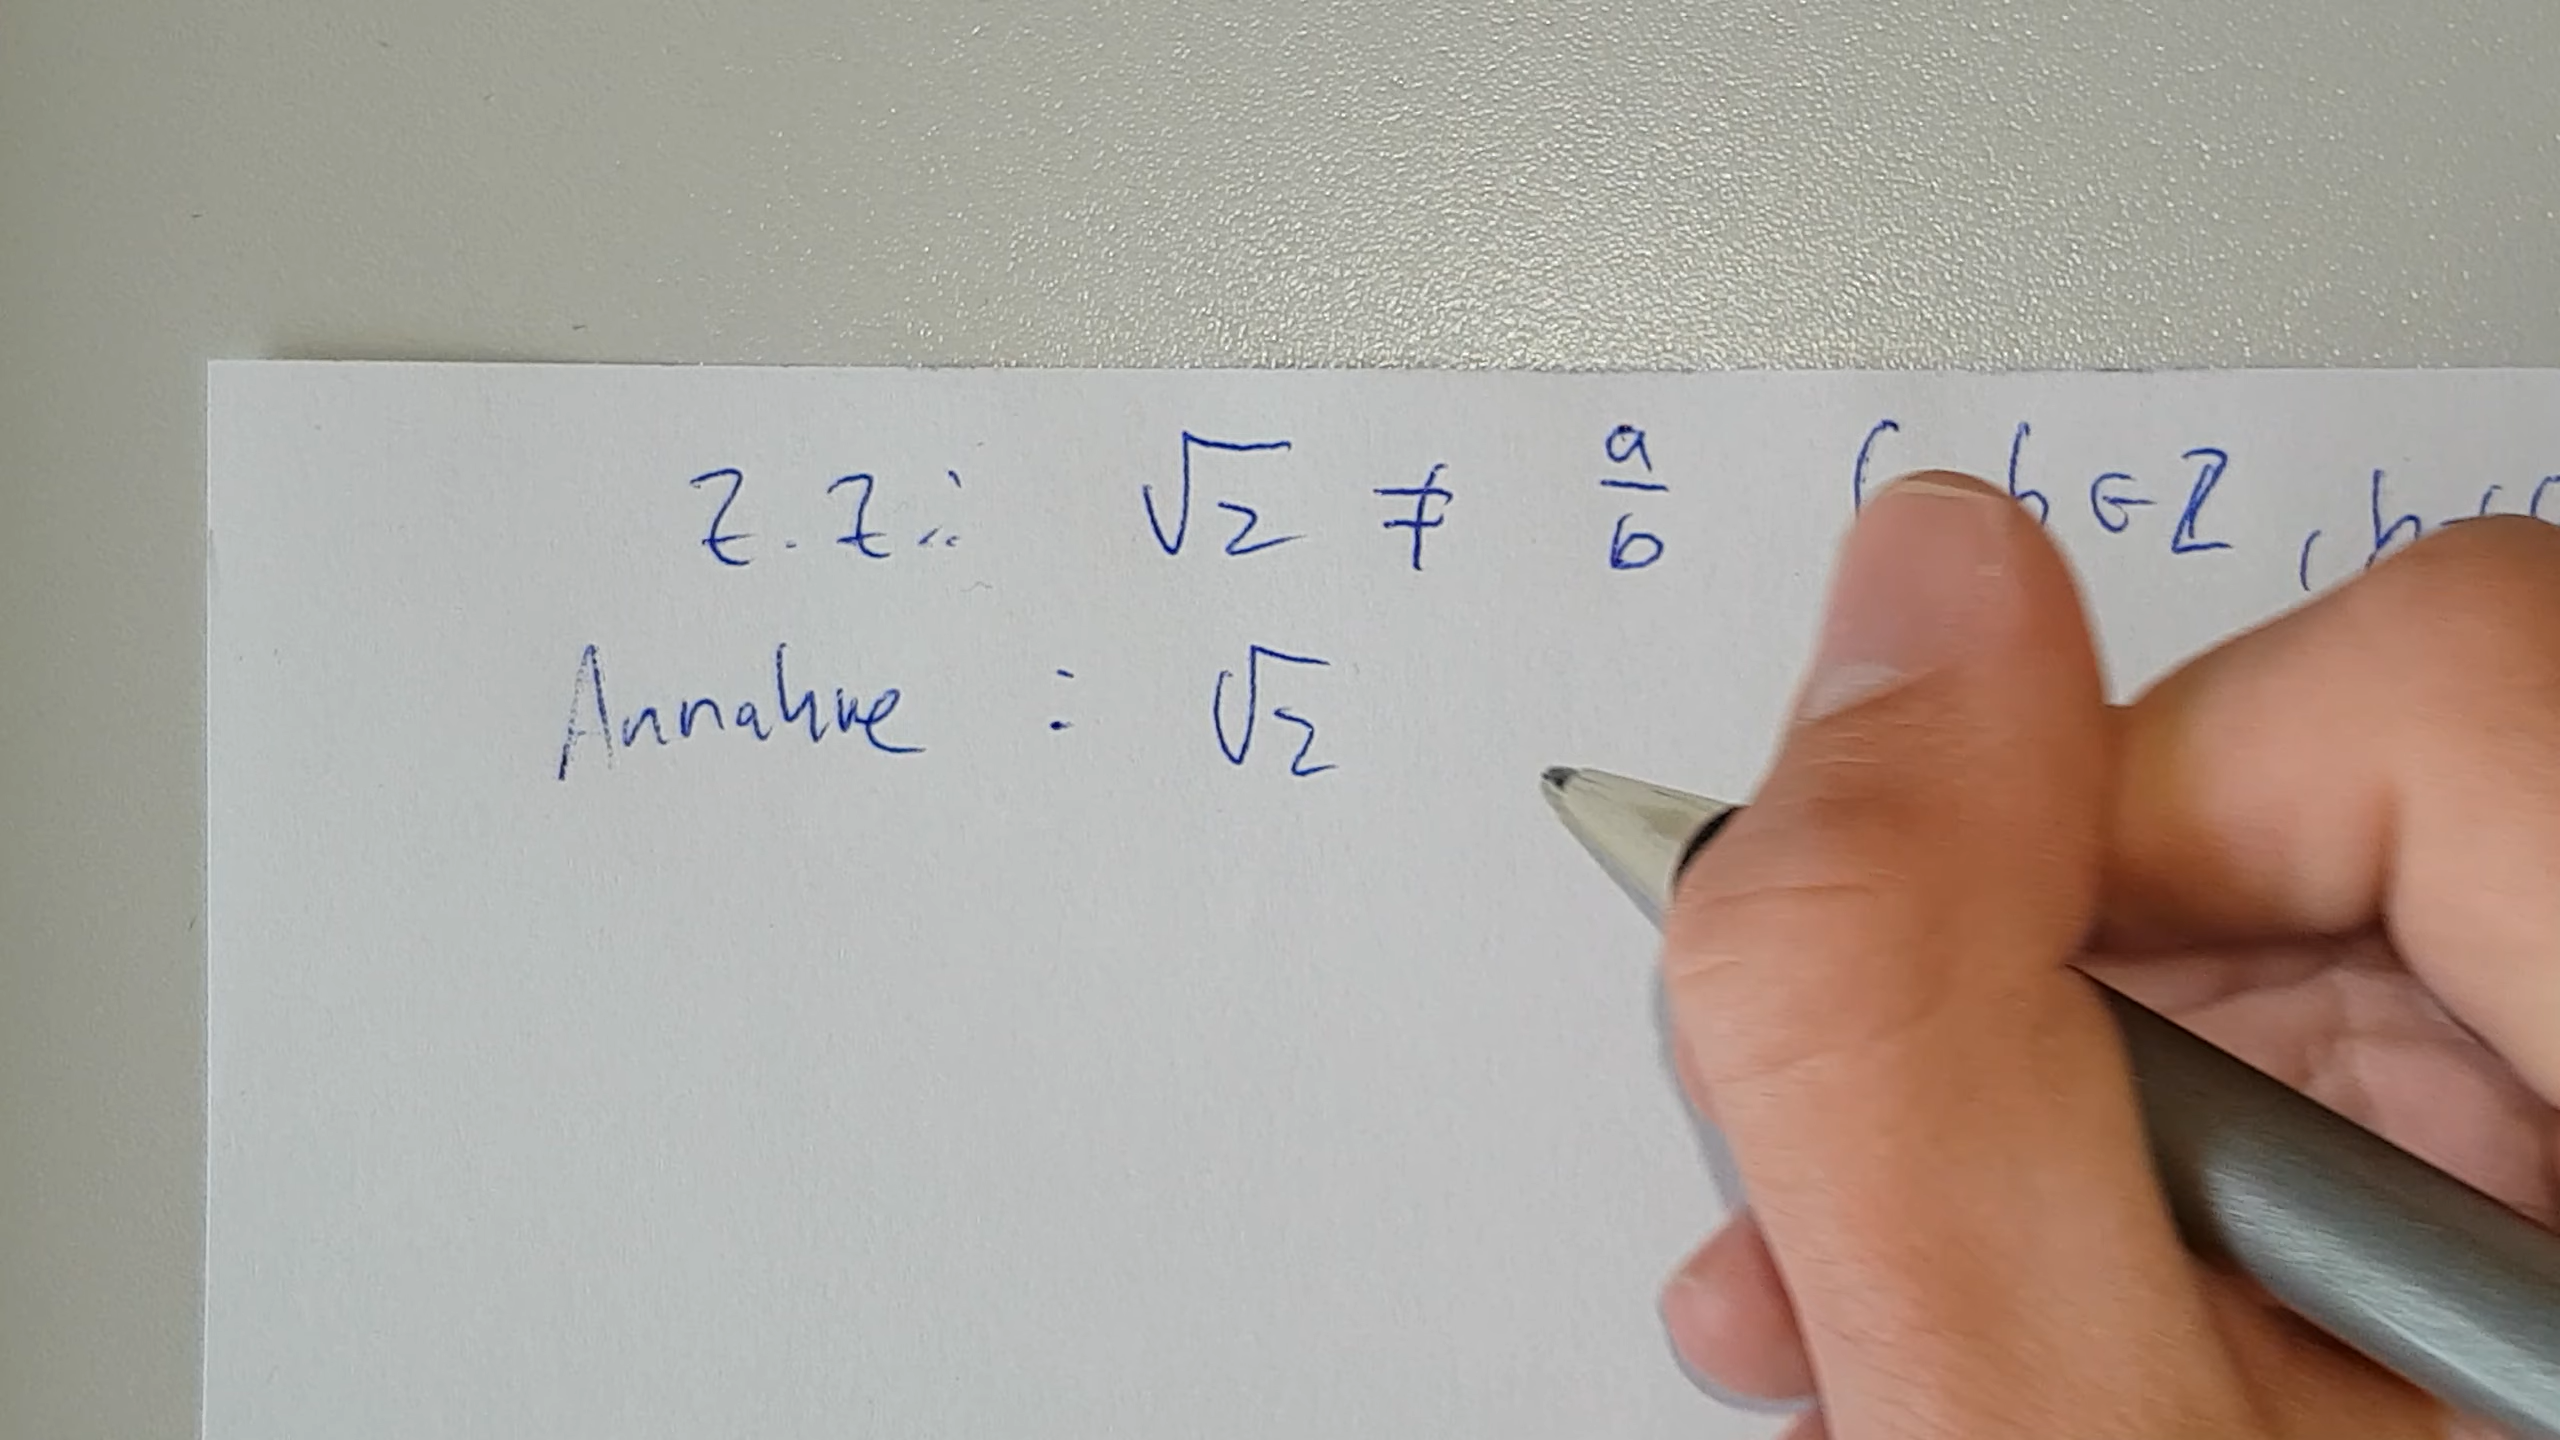 Z.Z.: √2 ≠ a/b b ∈ ℤ, b
Annahme : √2